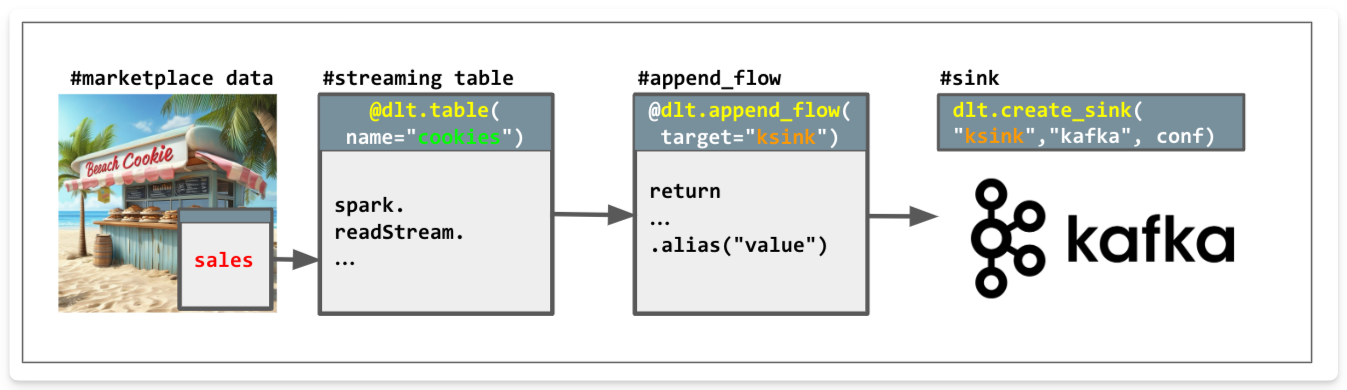 #marketplace data
Beeach Cookie
sales
#streaming table
@dlt.table(
name="cookies")
spark.
readStream.
…
#append_flow
@dlt.append_flow(
target="ksink")
return
…
.alias("value")
#sink
dlt.create_sink(
"ksink","kafka", conf)
kafka